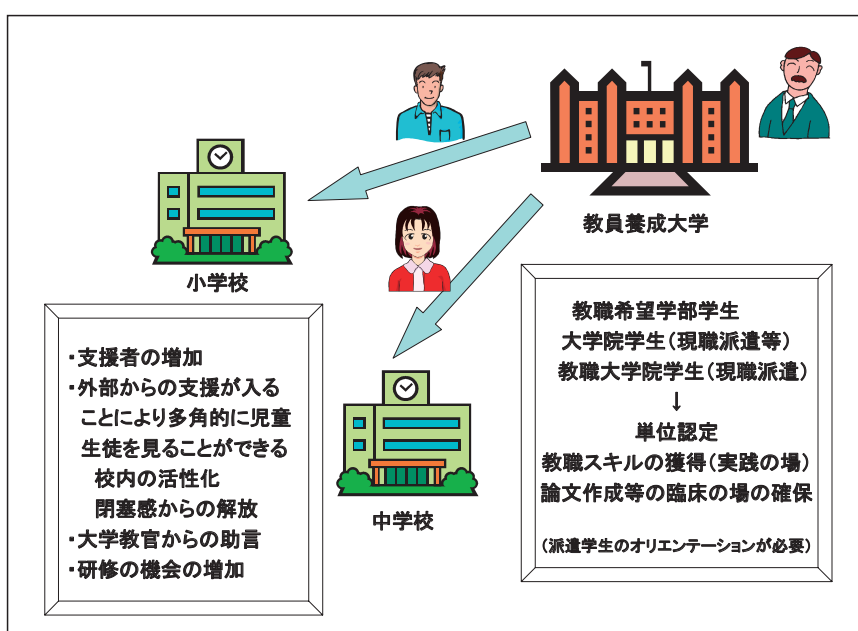 教員養成大学
小学校
中学校
・支援者の増加
・外部からの支援が入る
ことにより多角的に児童
生徒を見ることができる
校内の活性化
閉塞感からの解放
・大学教官からの助言
・研修の機会の増加
教職希望学部学生
大学院学生(現職派遣等)
教職大学院学生(現職派遣)
↓
単位認定
教職スキルの獲得(実践の場)
論文作成等の臨床の場の確保
(派遣学生のオリエンテーションが必要)